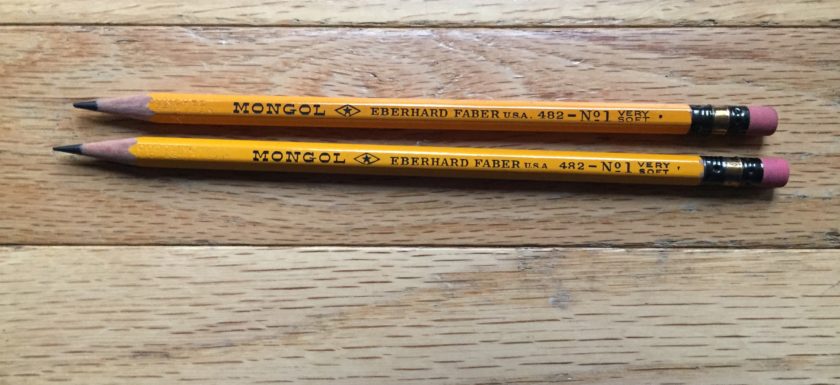 MONGOL EBERHARD FABER U.S.A. 482 – No 1 VERY SOFT
MONGOL EBERHARD FABER U.S.A 482 – No 1 VERY SOFT